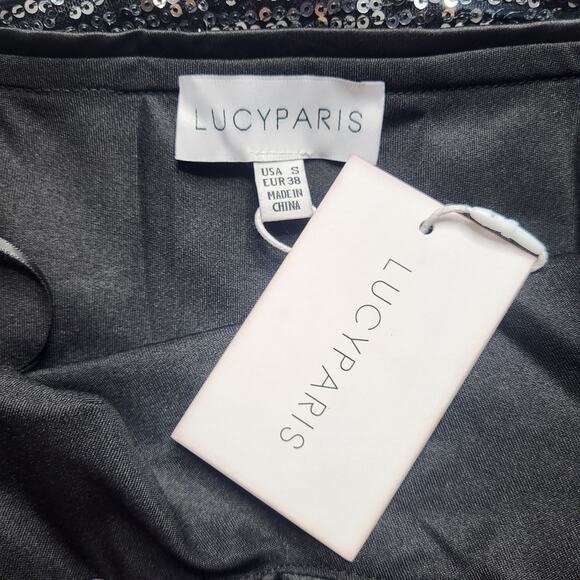 LUCYPARIS
USA S
EUR 38
MADE IN
CHINA
LUCYPARIS